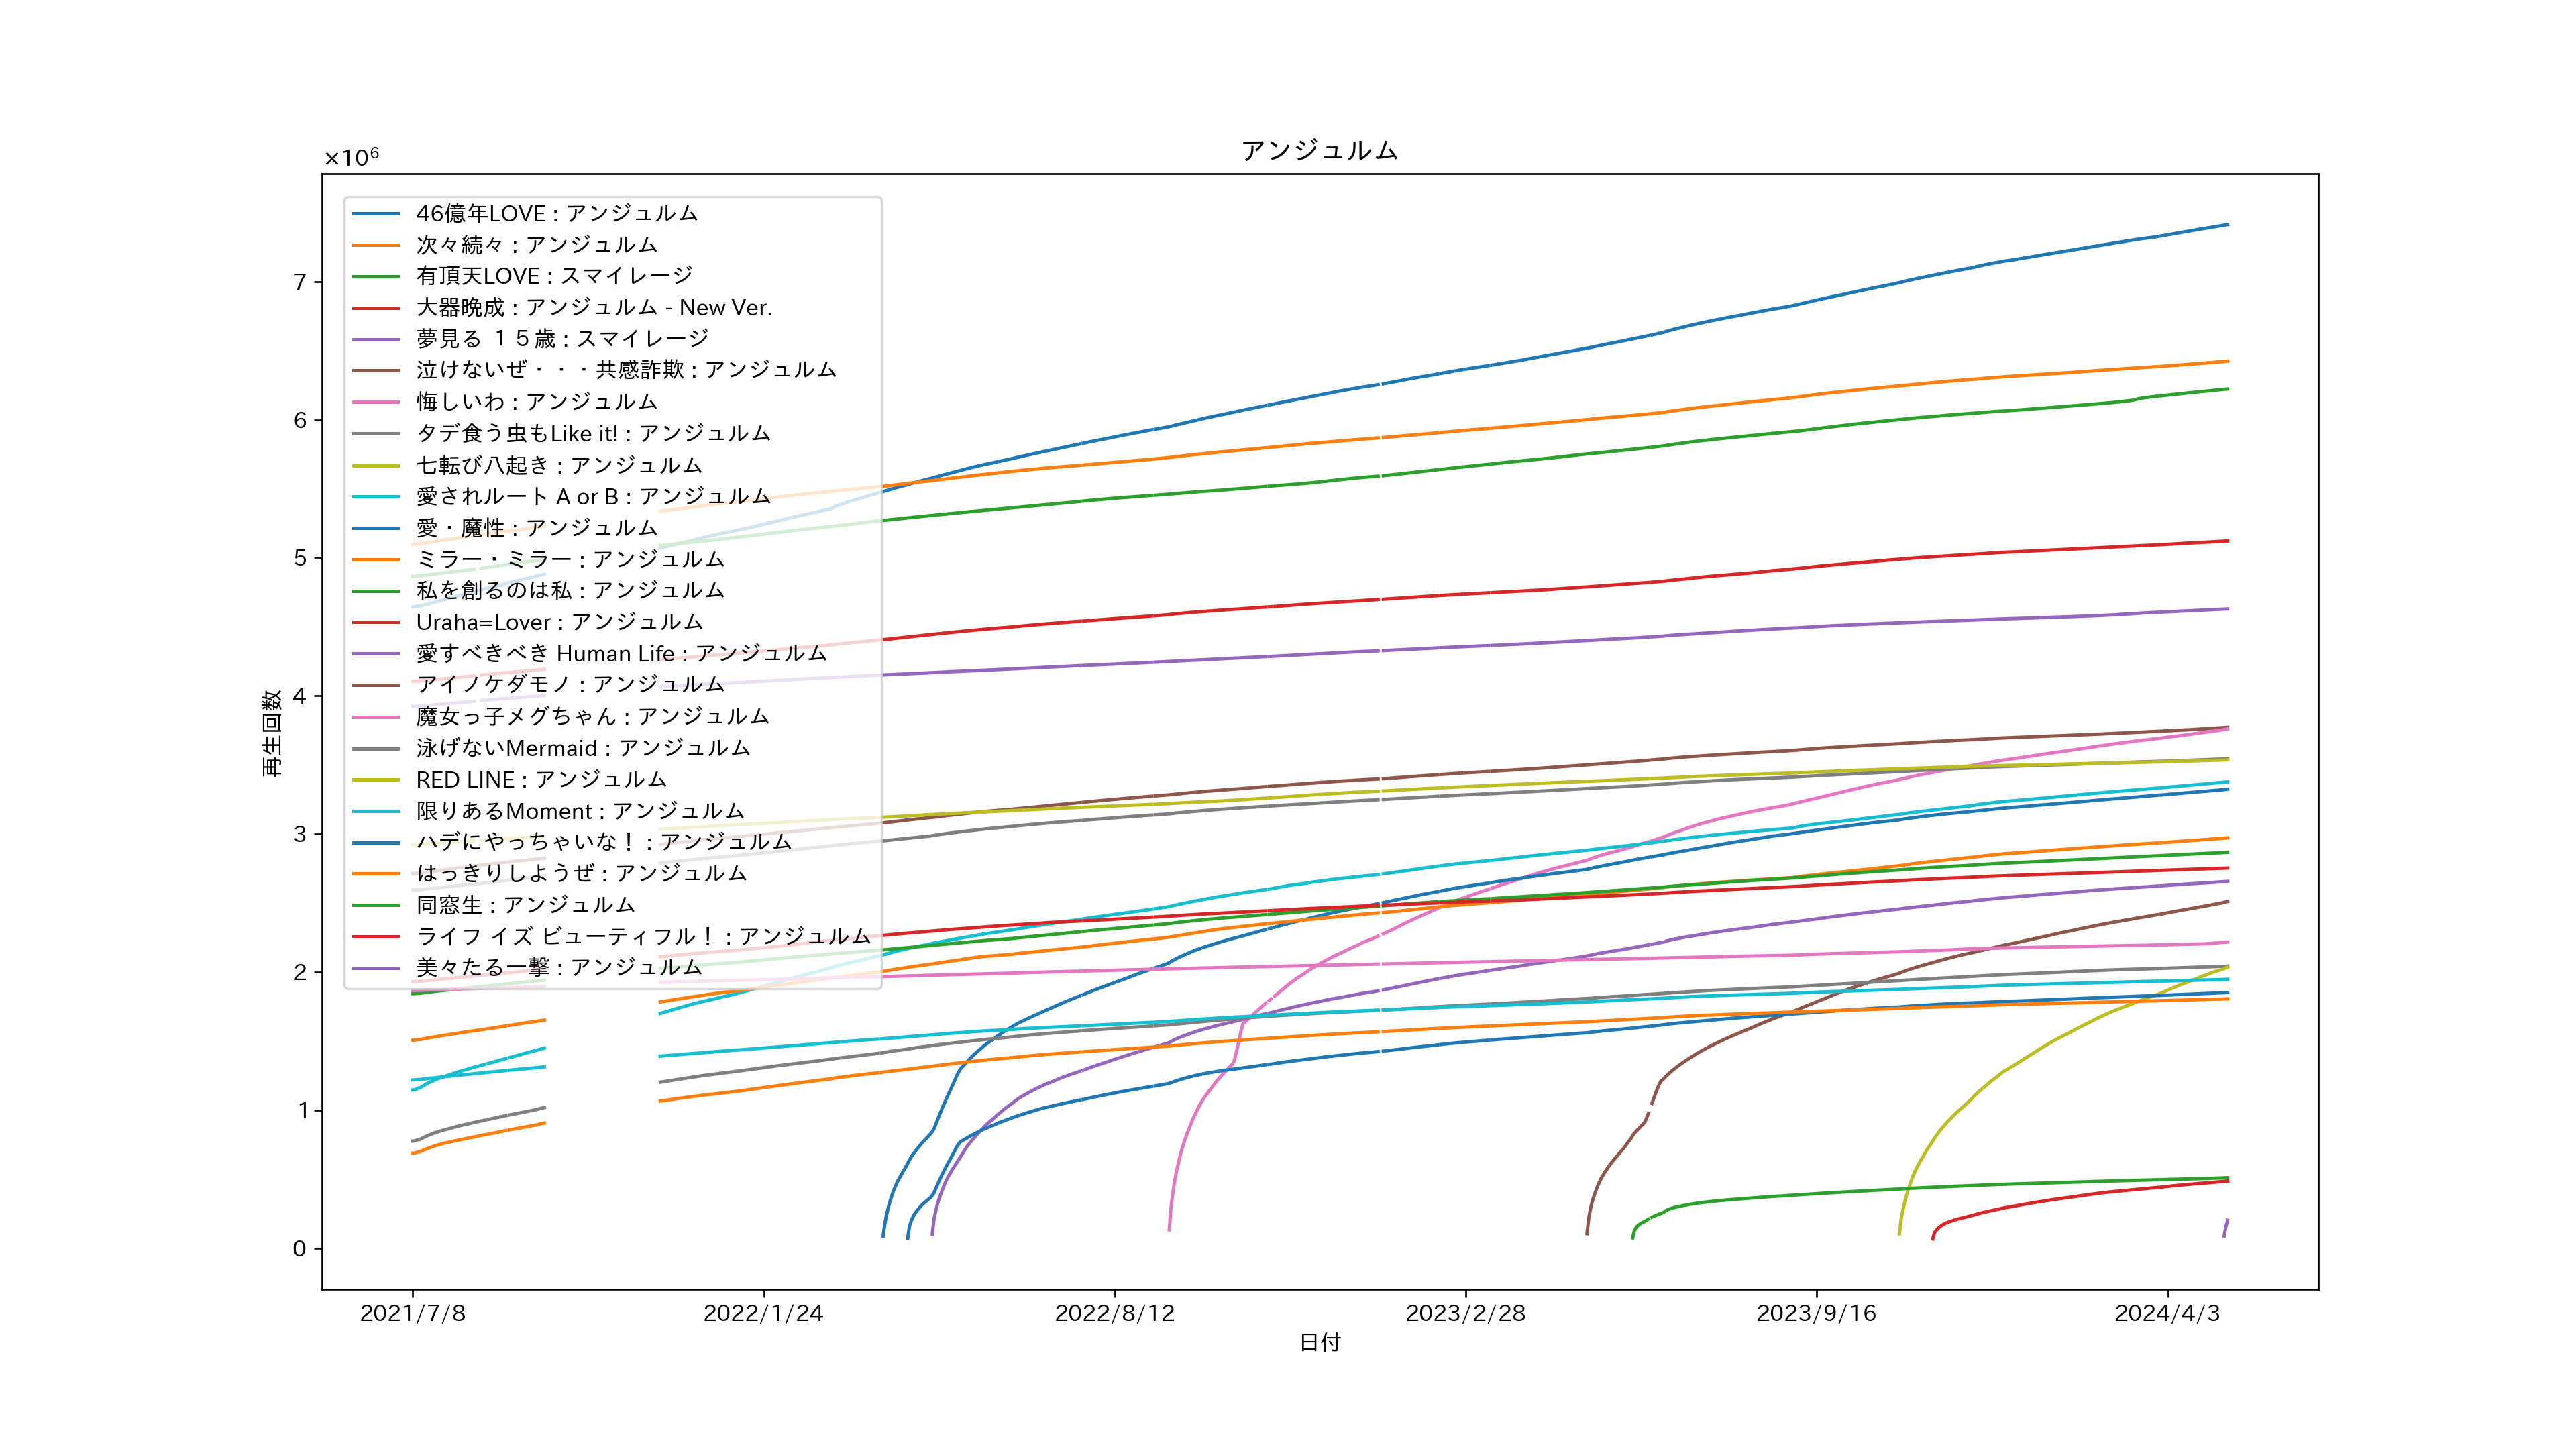 アンジュルム
×10⁶
46億年LOVE : アンジュルム
次々続々 : アンジュルム
有頂天LOVE : スマイレージ
大器晩成 : アンジュルム - New Ver.
夢見る １５歳 : スマイレージ
泣けないぜ・・・共感詐欺 : アンジュルム
悔しいわ : アンジュルム
タデ食う虫もLike it! : アンジュルム
七転び八起き : アンジュルム
愛されルート A or B : アンジュルム
愛・魔性 : アンジュルム
ミラー・ミラー : アンジュルム
私を創るのは私 : アンジュルム
Uraha=Lover : アンジュルム
愛すべきべき Human Life : アンジュルム
アイノケダモノ : アンジュルム
魔女っ子メグちゃん : アンジュルム
泳げないMermaid : アンジュルム
RED LINE : アンジュルム
限りあるMoment : アンジュルム
ハデにやっちゃいな！ : アンジュルム
はっきりしようぜ : アンジュルム
同窓生 : アンジュルム
ライフ イズ ビューティフル！ : アンジュルム
美々たる一撃 : アンジュルム
7
6
5
4
3
2
1
0
再生回数
2021/7/8
2022/1/24
2022/8/12
2023/2/28
2023/9/16
2024/4/3
日付